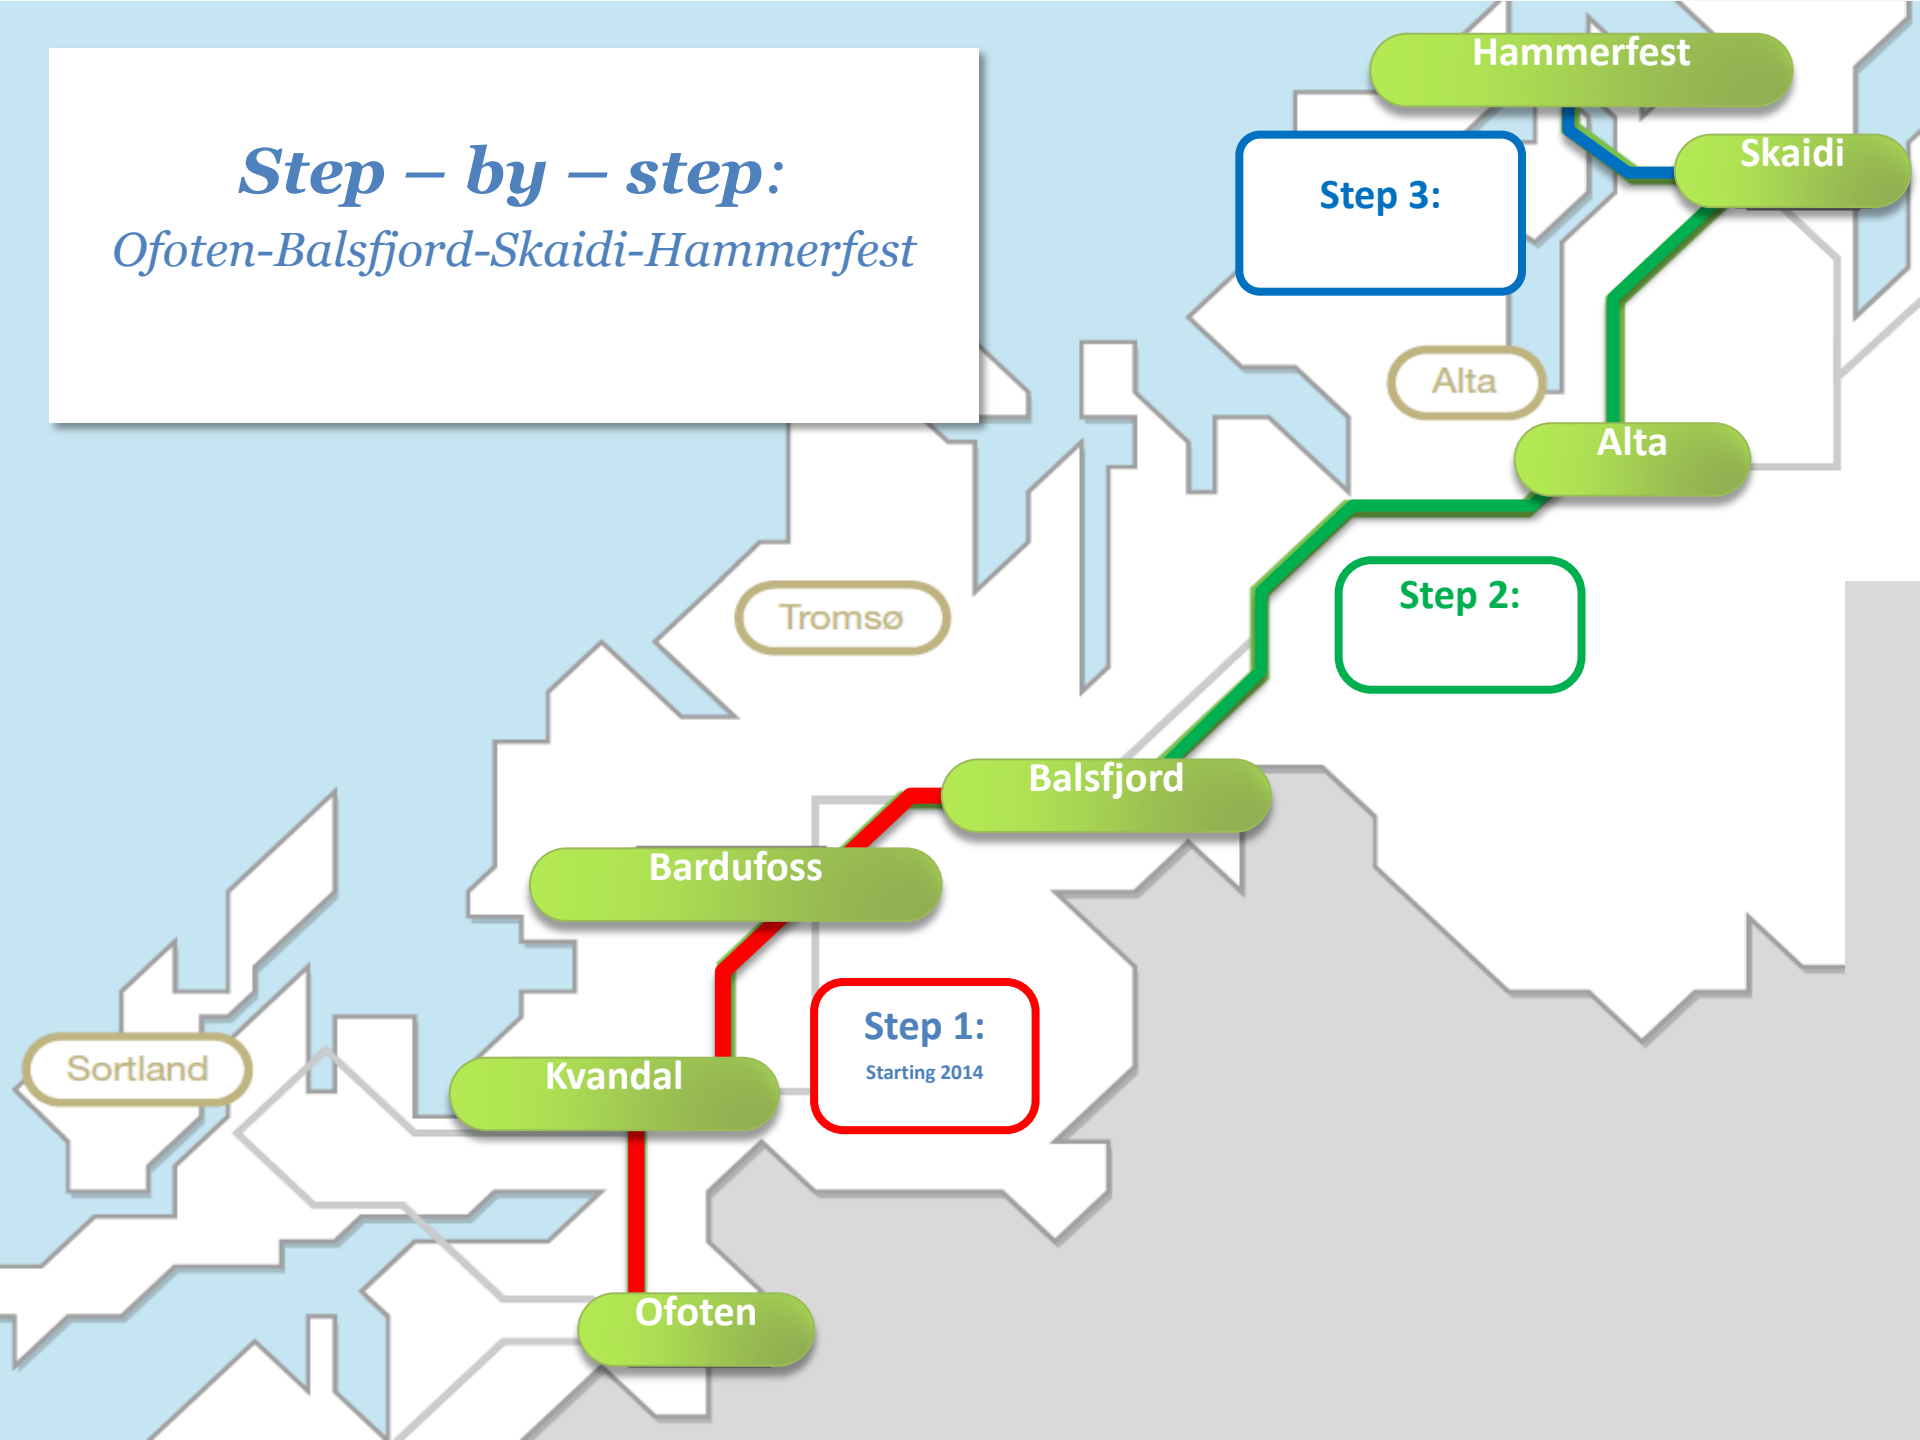 Step – by – step:
Ofoten-Balsfjord-Skaidi-Hammerfest
Hammerfest
Skaidi
Step 3:
Alta
Alta
Step 2:
Tromsø
Balsfjord
Bardufoss
Step 1:
Starting 2014
Sortland
Kvandal
Ofoten